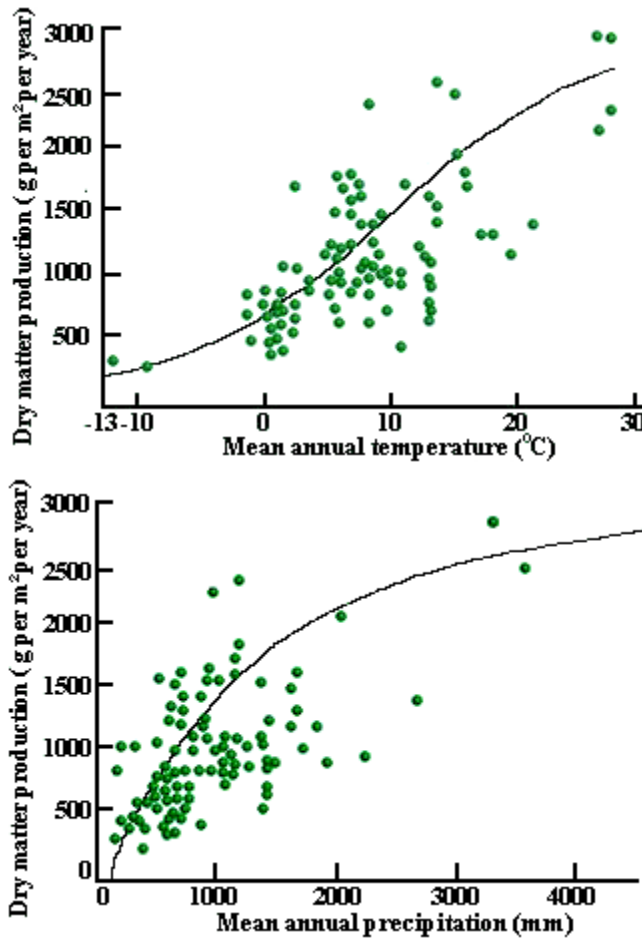 Dry matter production ( g per m² per year)
3000
2500
2000
1500
1000
500
-13 -10 0 10 20 30
Mean annual temperature (⁰C)
Dry matter production ( g per m² per year)
3000
2500
2000
1500
1000
500
0
0 1000 2000 3000 4000
Mean annual precipitation (mm)